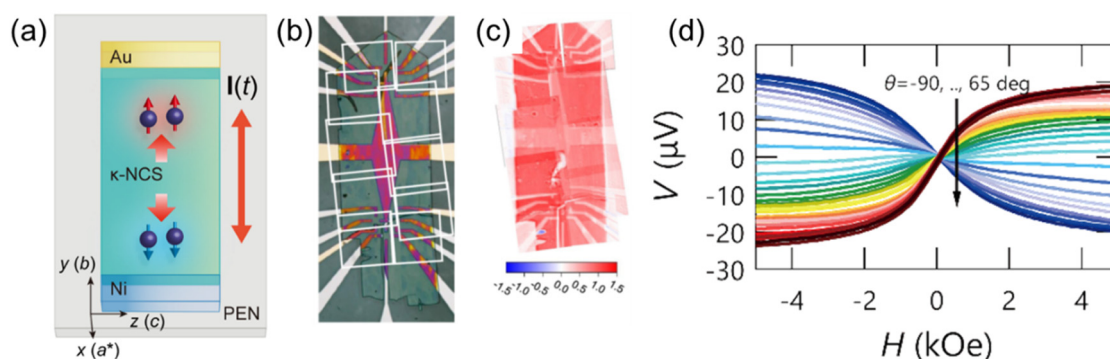 (a)
Au
I(t)
κ-NCS
y (b)
Ni
z (c)
PEN
x (a*)
(b)
(c)
-1.5 -1.0 -0.5 0.0 0.5 1.0 1.5
(d)
30
20
10
0
-10
-20
-30
V (μV)
θ=-90, .., 65 deg
-4 -2 0 2 4
H (kOe)